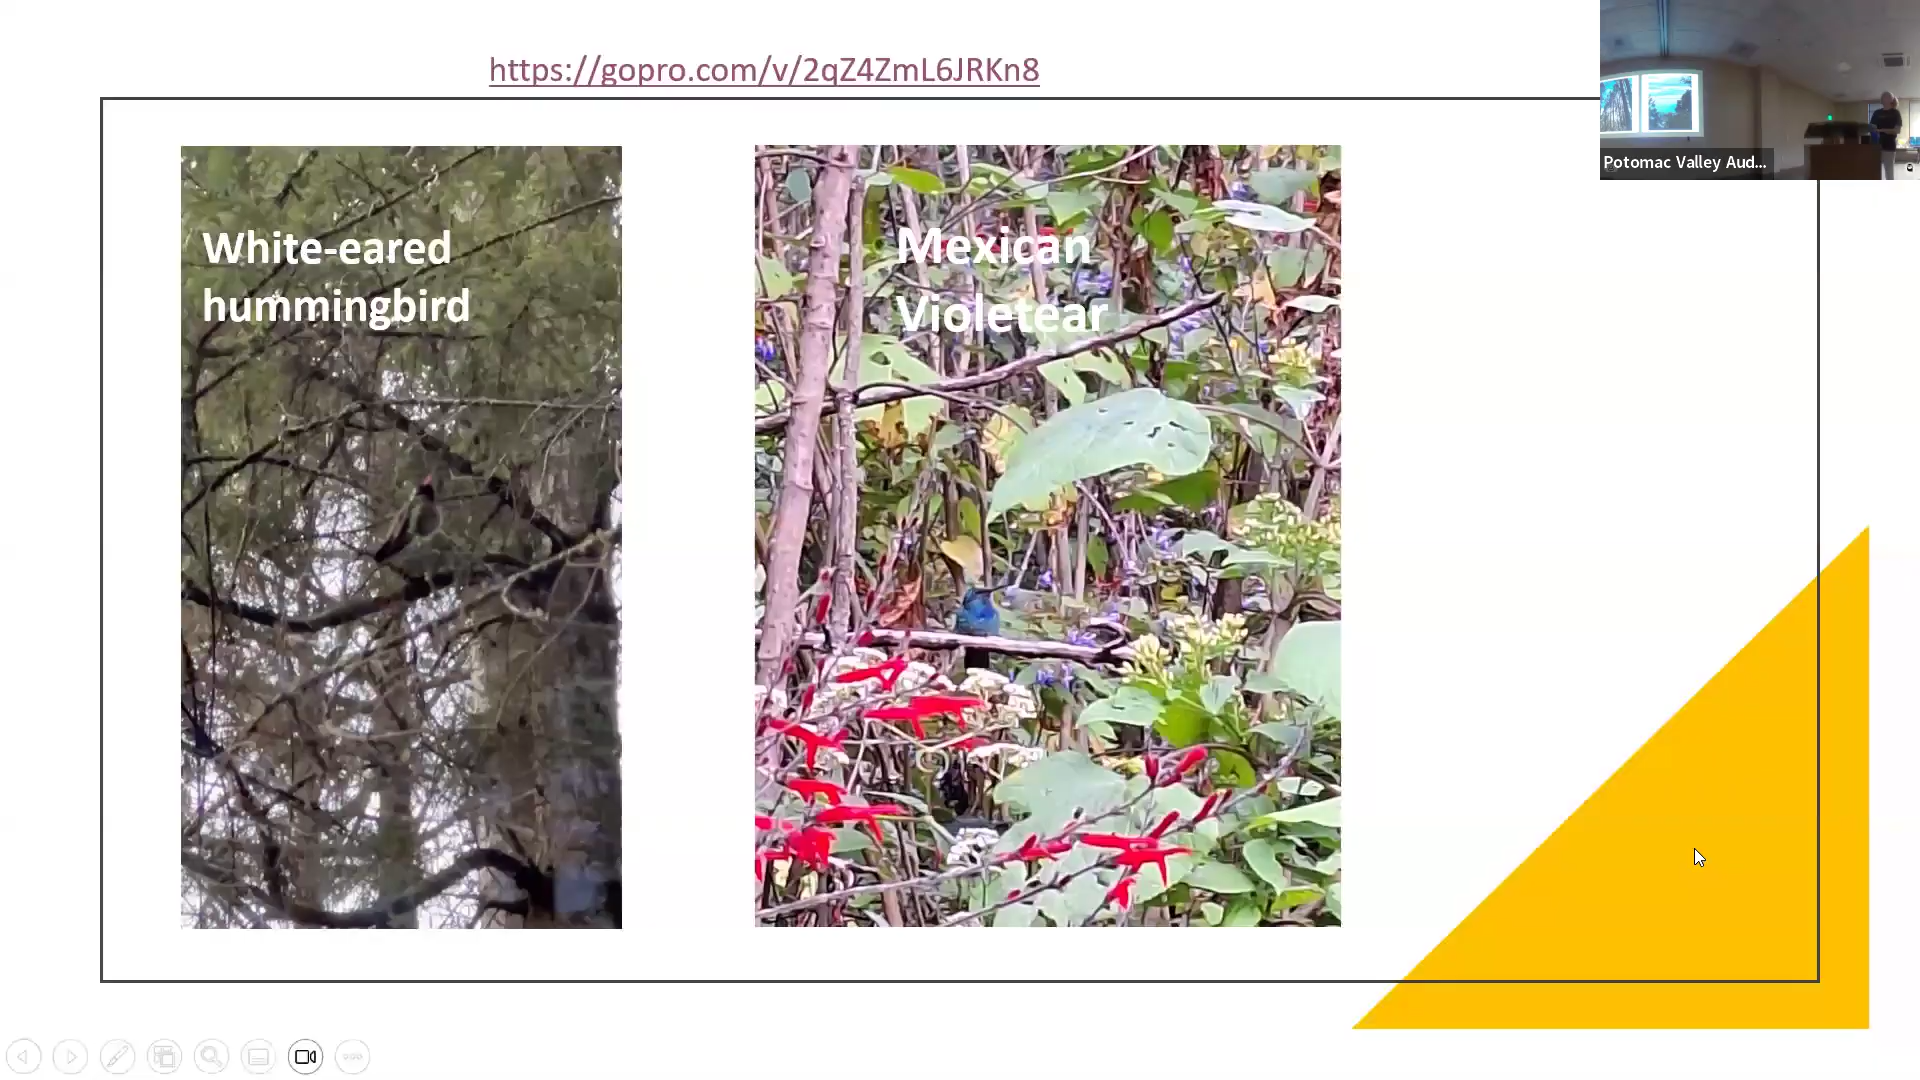 https://gopro.com/v/2qZ4ZmL6JRKn8
Potomac Valley Aud...
White-eared
hummingbird
Mexican
Violetear